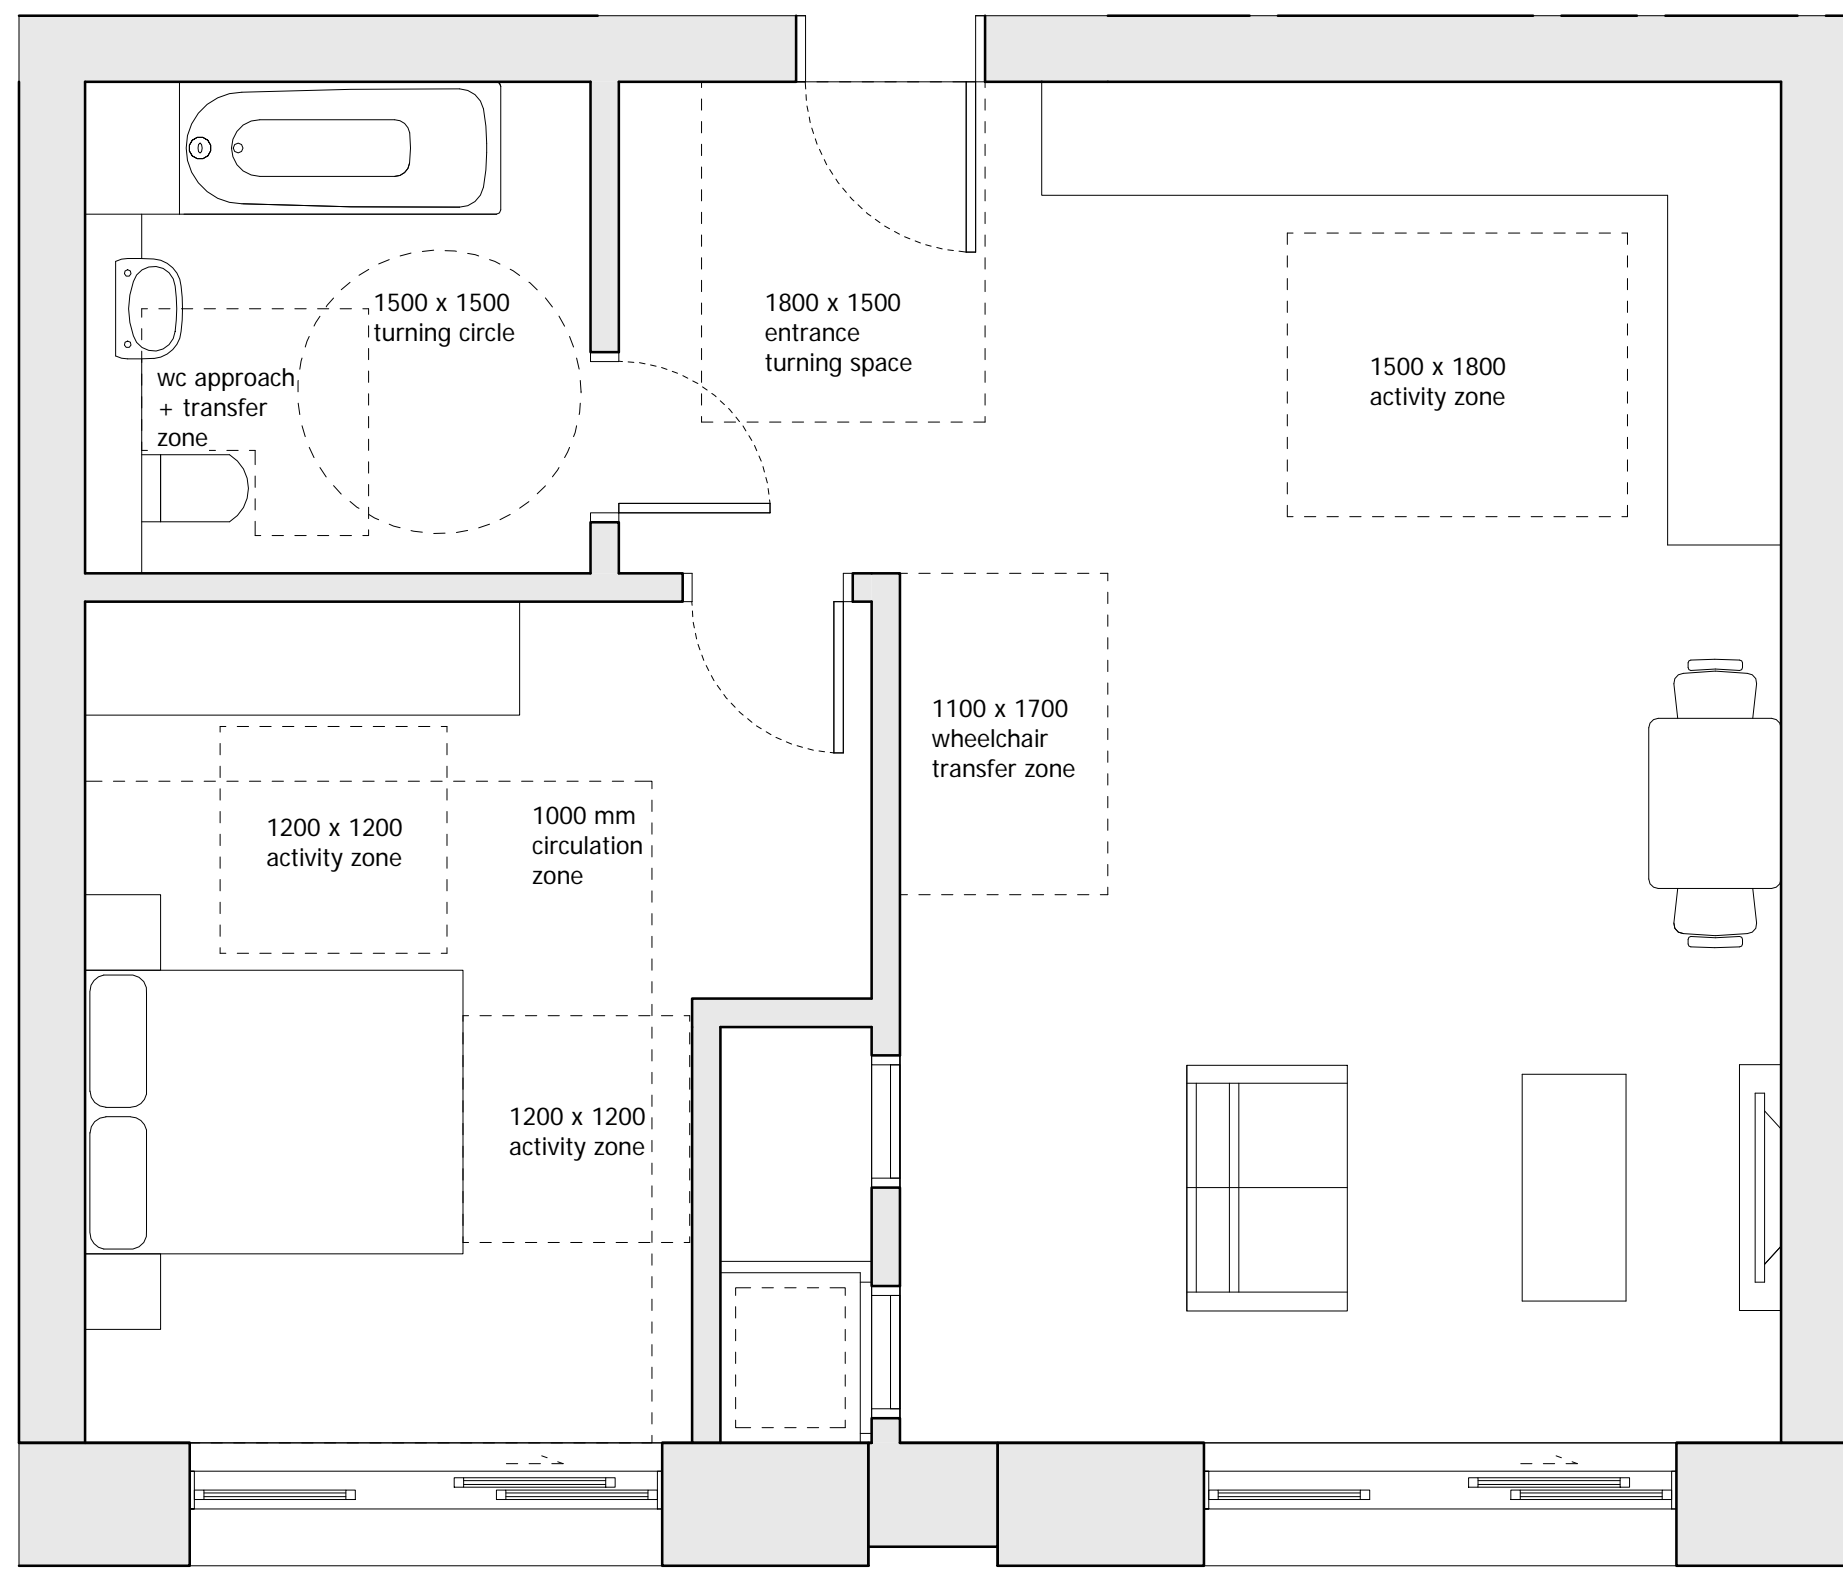 1500 x 1500
turning circle
wc approach
+ transfer
zone
1800 x 1500
entrance
turning space
1500 x 1800
activity zone
1100 x 1700
wheelchair
transfer zone
1200 x 1200
activity zone
1000 mm
circulation
zone
1200 x 1200
activity zone